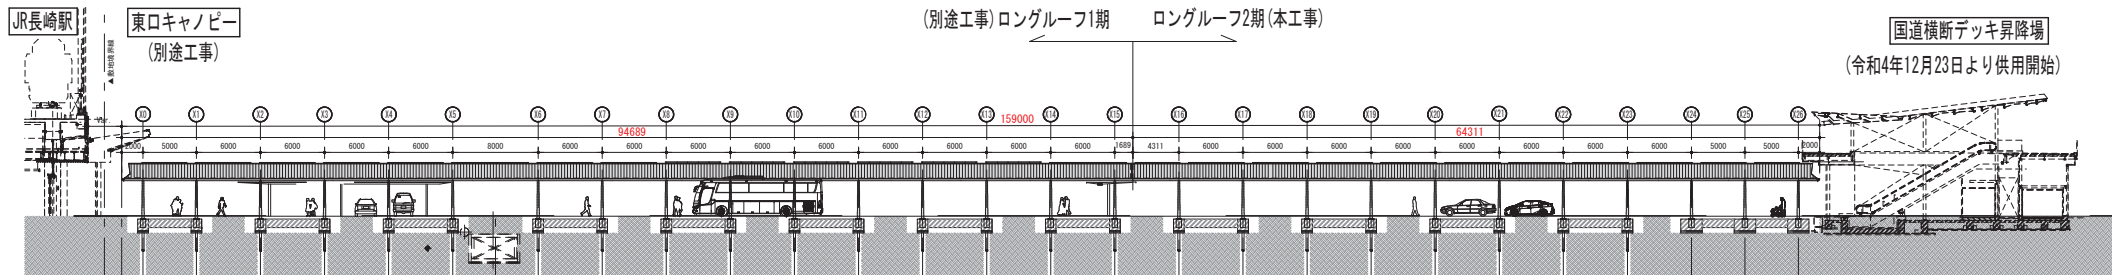 JR長崎駅
東口キャノピー
(別途工事)
▲敷地境界線
(別途工事)ロングルーフ1期
ロングルーフ2期(本工事)
国道横断デッキ昇降場
(令和4年12月23日より供用開始)
X0 X1 X2 X3 X4 X5 X6 X7 X8 X9 X10 X11 X12 X13 X14 X15 X16 X17 X18 X19 X20 X21 X22 X23 X24 X25 X26
159000
94689 64311
2000 5000 6000 6000 6000 6000 8000 6000 6000 6000 6000 6000 6000 6000 6000 6000 1689 4311 6000 6000 6000 6000 6000 6000 6000 6000 5000 5000 2000